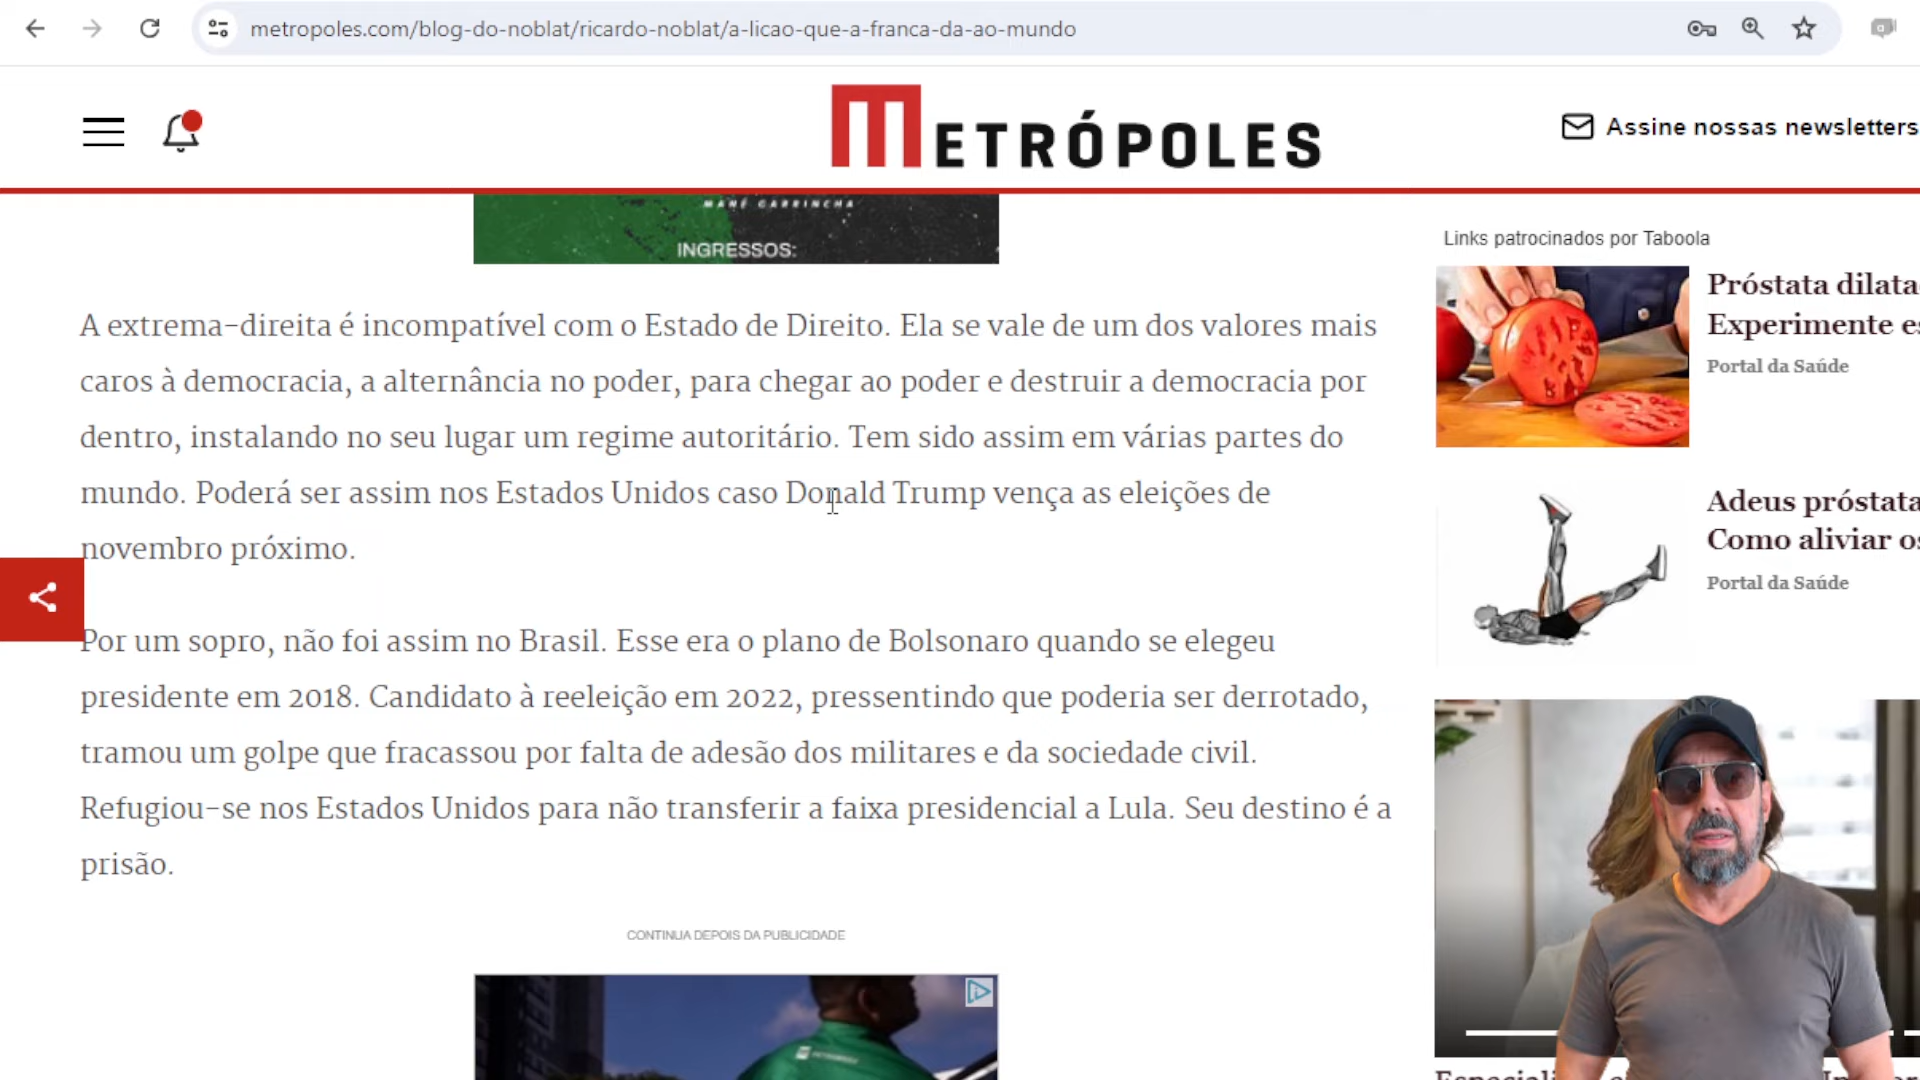 metropoles.com/blog-do-noblat/ricardo-noblat/a-licao-que-a-franca-da-ao-mundo
METRÓPOLES
Assine nossas newsletters
MANÉ GARRINCHA
INGRESSOS:
A extrema-direita é incompatível com o Estado de Direito. Ela se vale de um dos valores mais
caros à democracia, a alternância no poder, para chegar ao poder e destruir a democracia por
dentro, instalando no seu lugar um regime autoritário. Tem sido assim em várias partes do
mundo. Poderá ser assim nos Estados Unidos caso Donald Trump vença as eleições de
novembro próximo.
Por um sopro, não foi assim no Brasil. Esse era o plano de Bolsonaro quando se elegeu
presidente em 2018. Candidato à reeleição em 2022, pressentindo que poderia ser derrotado,
tramou um golpe que fracassou por falta de adesão dos militares e da sociedade civil.
Refugiou-se nos Estados Unidos para não transferir a faixa presidencial a Lula. Seu destino é a
prisão.
CONTINUA DEPOIS DA PUBLICIDADE
Links patrocinados por Taboola
Próstata dilata
Experimente es
Portal da Saúde
Adeus próstata
Como aliviar os
Portal da Saúde